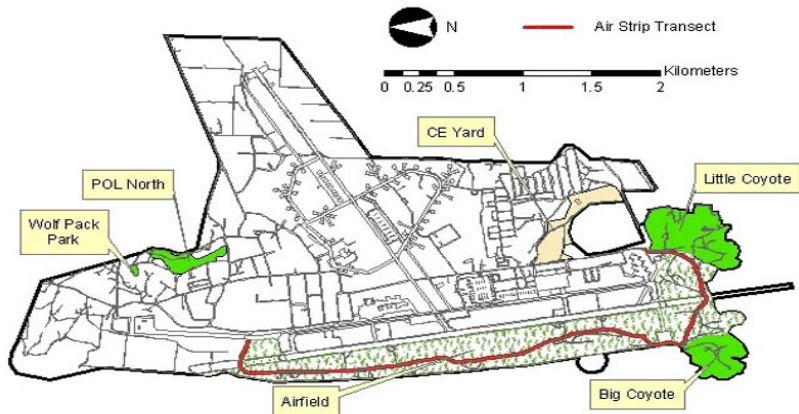 N
Air Strip Transect
Kilometers
0 0.25 0.5 1 1.5 2
CE Yard
POL North
Little Coyote
Wolf Pack
Park
Airfield
Big Coyote